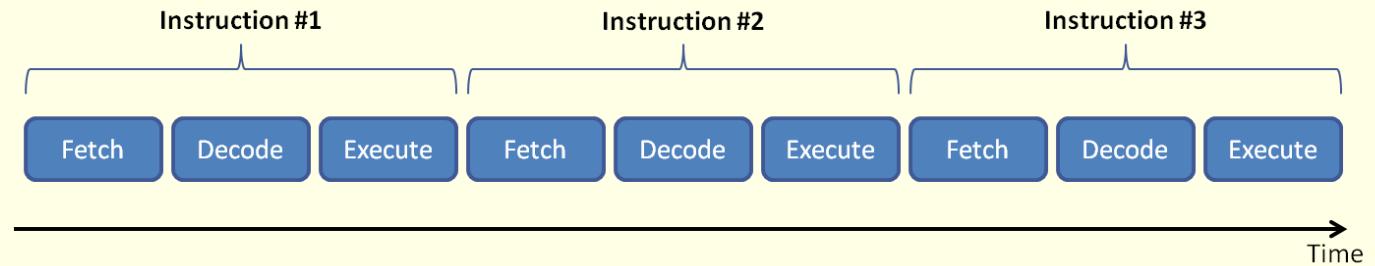 Instruction #1 Instruction #2 Instruction #3
Fetch Decode Execute Fetch Decode Execute Fetch Decode Execute
Time